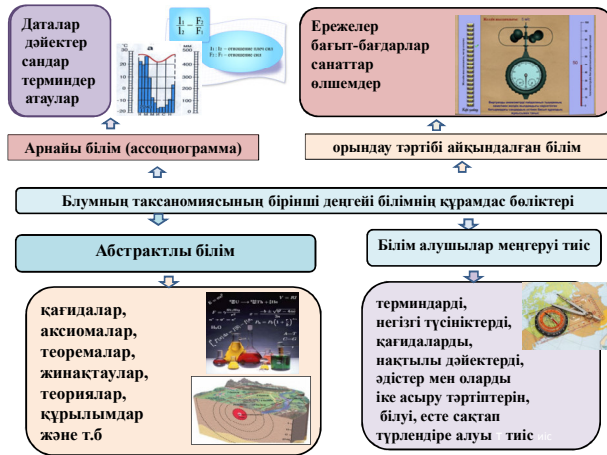 Даталар
дәйектер
сандар
терминдер
атаулар
Ережелер
бағыт-бағдарлар
санаттар
өлшемдер
Арнайы білім (ассоциограмма)
орындау тәртібі айқындалған білім
Блумның таксаномиясының бірінші деңгейі білімнің құрамдас бөліктері
Абстрактлы білім
Білім алушылар меңгеруі тиіс
қағидалар,
аксиомалар,
теоремалар,
жинақтаулар,
теориялар,
құрылымдар
және т.б
терминдарді,
негізгі түсініктерді,
қағидаларды,
нақтылы дәйектерді,
әдістер мен оларды
іке асыру тәртіптерін,
білуі, есте сақтап
түрлендіре алуы тиіс